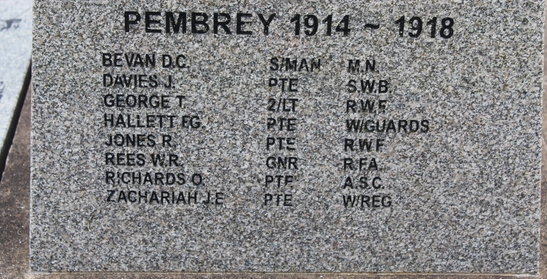 PEMBREY 1914 ~ 1918
BEVAN D.C. S/MAN M.N.
DAVIES J. PTE S.W.B.
GEORGE T. 2/LT R.W.F.
HALLETT F.G. PTE W/GUARDS
JONES R. PTE R.W.F
REES W.R. GNR R.F.A.
RICHARDS O. PTE A.S.C.
ZACHARIAH J.E PTE W/REG